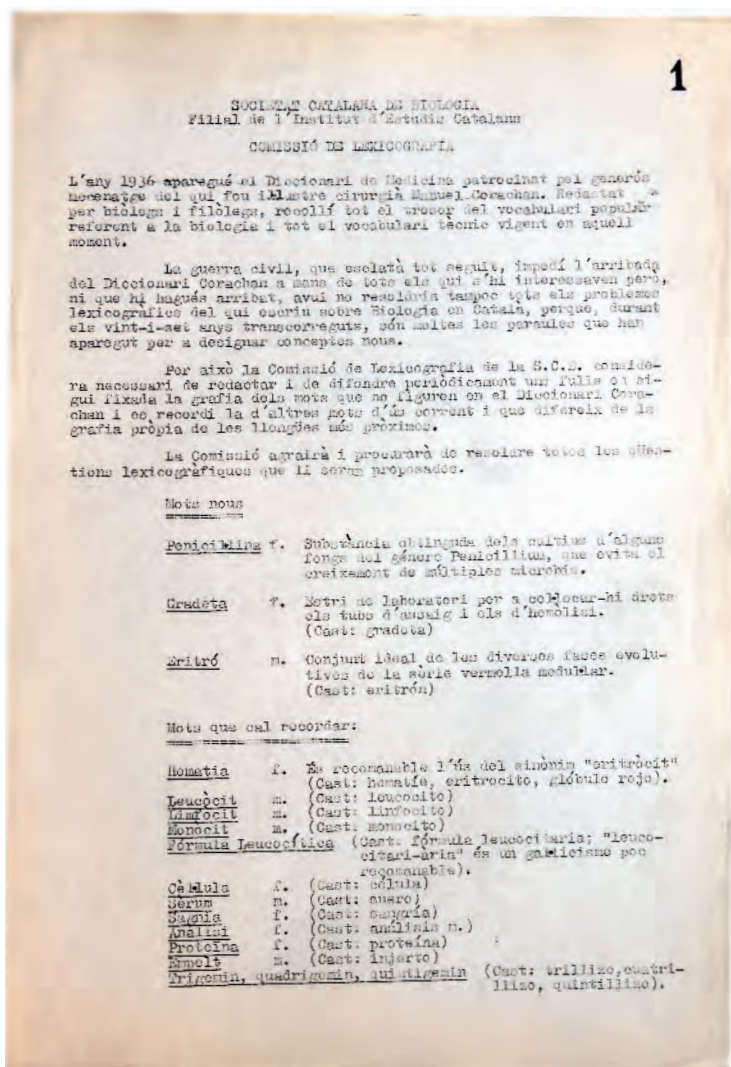 1
SOCIETAT CATALANA DE BIOLOGIA
Filial de l'Institut d'Estudis Catalans
COMISSIÓ DE LEXICOGRAFIA
L'any 1936 aparegué el Diccionari de Medicina patrocinat pel generós
mecenatge del qui fou il·lustre cirurgià Manuel Corachan. Redactat
per biòlegs i filòlegs, recollí tot el tresor del vocabulari popular
referent a la biologia i tot el vocabulari tècnic vigent en aquell
moment.
La guerra civil, que esclatà tot seguit, impedí l'arribada
del Diccionari Corachan a mans de tots els qui s'hi interessaven però,
ni que hi hagués arribat, avui no resoldria tampoc tots els problemes
lexicogràfics del qui escriu sobre Biologia en Català, perque, durant
els vint-i-set anys transcorreguts, són moltes les paraules que han
aparegut per a designar conceptes nous.
Per això la Comissió de Lexicografia de la S.C.B. conside-
ra necessari de redactar i de difondre periòdicament uns fulls on si-
gui fixada la grafia dels mots que no figuren en el Diccionari Cora-
chan i es recordi la d'altres mots d'ús corrent i que difereix de la
grafia pròpia de les llengües més pròximes.
La Comissió agrairà i procurarà de resoldre totes les qües-
tions lexicogràfiques que li seran proposades.
Mots nous
Penicil·lina f. Substància obtinguda dels cultius d'alguns
fongs del génere Penicillium, que evita el
creixement de múltiples microbis.
Gradeta f. Estri de laboratori per a col·locar-hi drets
els tubs d'assaig i els d'hemòlisi.
(Cast: gradeta)
Eritró m. Conjunt ideal de les diverses fases evolu-
tives de la sèrie vermella medul·lar.
(Cast: eritrón)
Mots que cal recordar:
Hematia f. És recomanable l'ús del sinònim "eritròcit"
(Cast: hematíe, eritrocito, glóbulo rojo).
Leucòcit m. (Cast: leucocito)
Limfòcit m. (Cast: linfocito)
Monocit m. (Cast: monocito)
Fórmula Leucocítica (Cast. fórmula leucocitaria; "leuco-
citari-aria" és un gal·licisme poc
recomanable).
Cèl·lula f. (Cast: célula)
Sèrum m. (Cast: suero)
Sagnia f. (Cast: sangría)
Anàlisi f. (Cast: análisis m.)
Proteïna f. (Cast: proteína)
Empelt m. (Cast: injerto)
Trigemin, quadrigemin, quintigemin (Cast: trillizo,cuatri-
llizo, quintillizo).